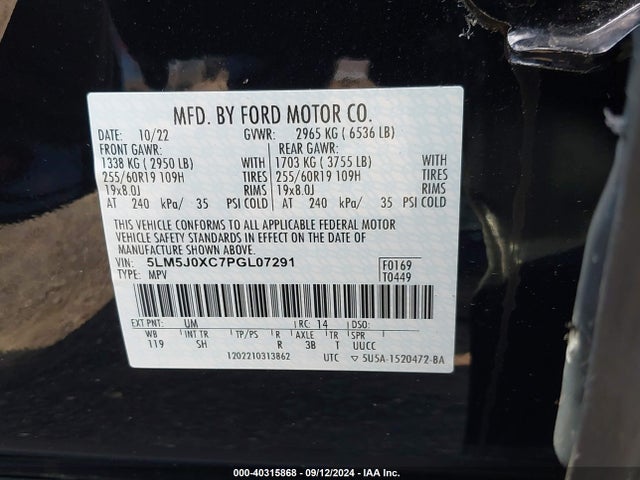 MFD. BY FORD MOTOR CO.
DATE: 10/22 GVWR: 2965 KG ( 6536 LB)
FRONT GAWR: REAR GAWR:
1338 KG ( 2950 LB) WITH 1703 KG ( 3755 LB) WITH
255/60R19 109H TIRES 255/60R19 109H TIRES
19x8.0J RIMS 19x8.0J RIMS
AT 240 kPa/ 35 PSI COLD AT 240 kPa/ 35 PSI COLD
THIS VEHICLE CONFORMS TO ALL APPLICABLE FEDERAL MOTOR
VEHICLE SAFETY STANDARDS IN EFFECT ON THE DATE OF
MANUFACTURE SHOWN ABOVE.
VIN: 5LM5J0XC7PGL07291 F0169
TYPE: MPV T0449
EXT PNT: UM RC: 14 DSO:
WB INT TR TP/PS R AXLE TR SPR
119 SH R 3B T UUCC
1202210313862 UTC 5U5A-1520472-BA
000-40315868 - 09/12/2024 - IAA Inc.